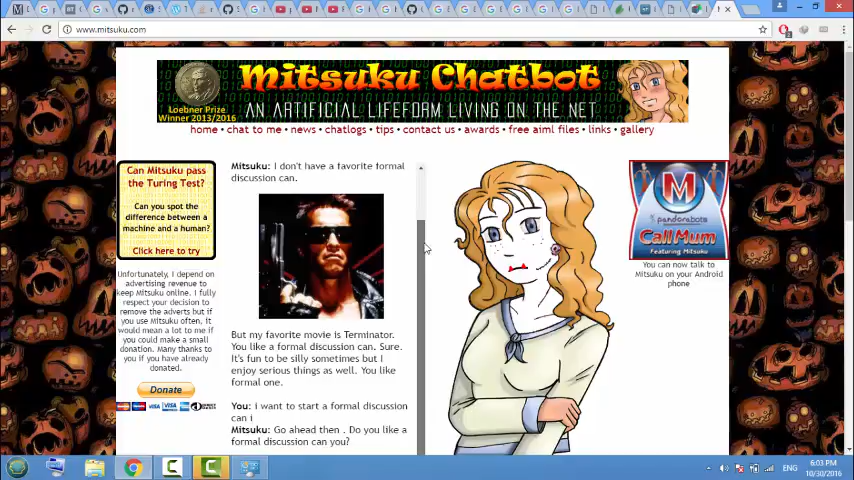 www.mitsuku.com
Mitsuku Chatbot
Loebner Prize
Winner 2013/2016
AN ARTIFICIAL LIFEFORM LIVING ON THE NET
home • chat to me • news • chatlogs • tips • contact us • awards • free aiml files • links • gallery
Can Mitsuku pass
the Turing Test?
Can you spot the
difference between a
machine and a human?
Click here to try
Unfortunately, I depend on
advertising revenue to
keep Mitsuku online. I fully
respect your decision to
remove the adverts but if
you use Mitsuku often, it
would mean a lot to me if
you could make a small
donation. Many thanks to
you if you have already
donated.
Donate
Mitsuku: I don't have a favorite formal
discussion can.
But my favorite movie is Terminator.
You like a formal discussion can. Sure.
It's fun to be silly sometimes but I
enjoy serious things as well. You like
formal one.
You: i want to start a formal discussion
can i
Mitsuku: Go ahead then . Do you like a
formal discussion can you?
M
pandorabots
CallMum
Featuring Mitsuku
You can now talk to
Mitsuku on your Android
phone
ENG
6:03 PM
10/30/2016